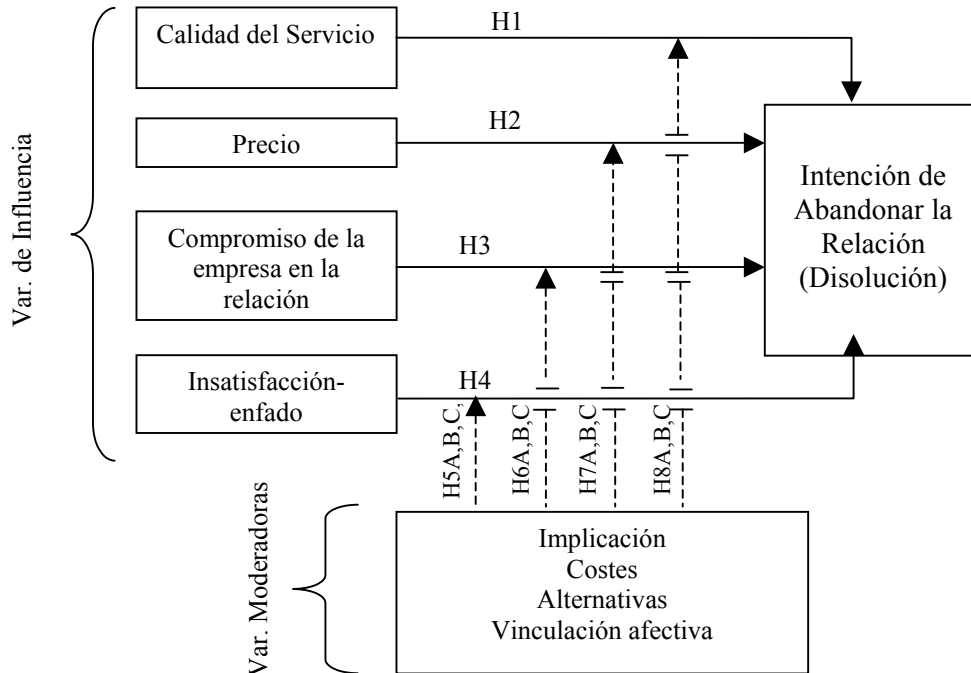 Var. de Influencia
Calidad del Servicio
H1
Precio
H2
Compromiso de la
empresa en la
relación
H3
Insatisfacción-
enfado
H4
Intención de
Abandonar la
Relación
(Disolución)
H5A,B,C,
H6A,B,C
H7A,B,C
H8A,B,C
Var. Moderadoras
Implicación
Costes
Alternativas
Vinculación afectiva